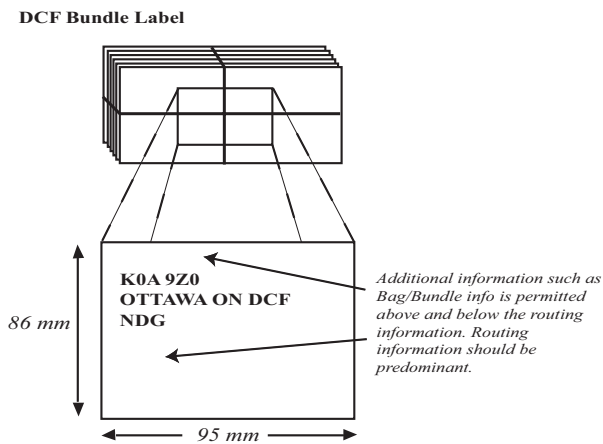 DCF Bundle Label
K0A 9Z0
OTTAWA ON DCF
NDG
Additional information such as
Bag/Bundle info is permitted
above and below the routing
information. Routing
information should be
predominant.
86 mm
95 mm